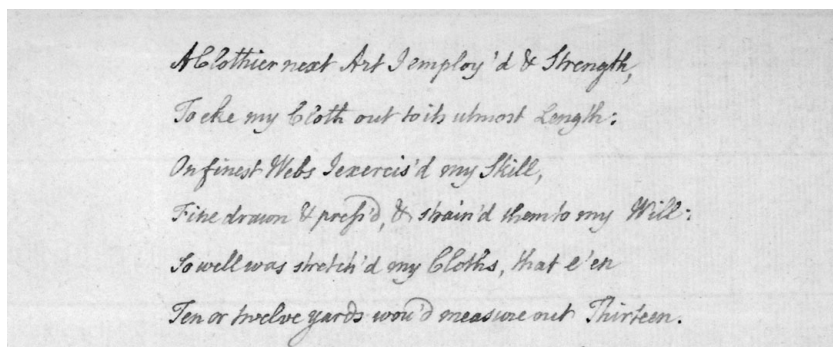 A Clothier next Art I employ'd & Strength,
To eke my Cloth out to its utmost Length:
On finest Webs I exercis'd my Skill,
Fine drawn & press'd, & strain'd them to my Will:
So well was stretch'd my Cloths, that e'en
Ten or twelve yards wou'd measure out Thirteen.